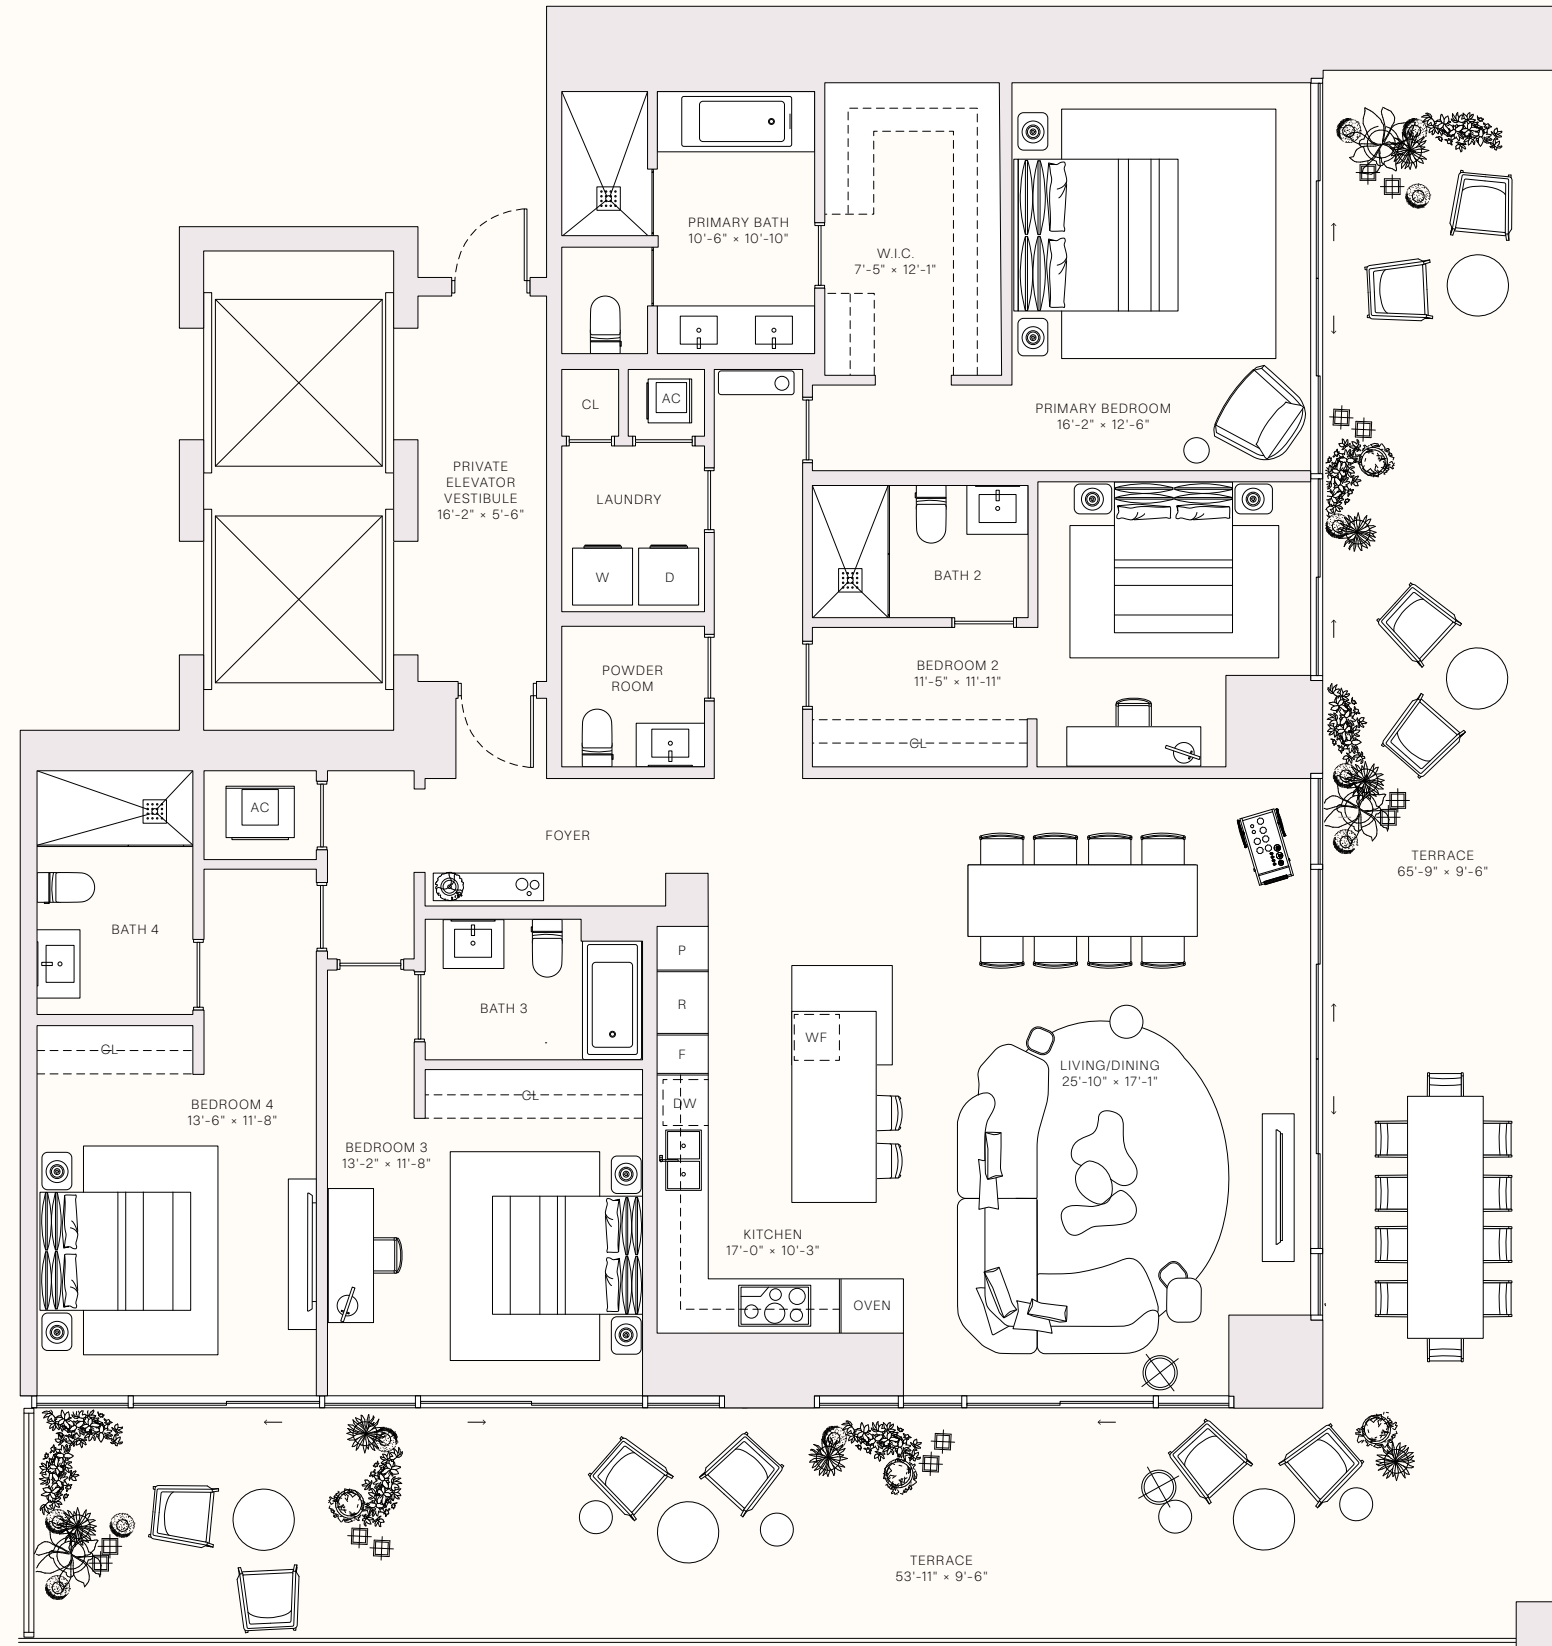 PRIMARY BATH
10'-6" × 10'-10"
W.I.C.
7'-5" × 12'-1"
CL
AC
PRIMARY BEDROOM
16'-2" × 12'-6"
PRIVATE
ELEVATOR
VESTIBULE
16'-2" × 5'-6"
LAUNDRY
W
D
BATH 2
POWDER
ROOM
BEDROOM 2
11'-5" × 11'-11"
CL
AC
FOYER
TERRACE
65'-9" × 9'-6"
BATH 4
P
R
F
BATH 3
WF
CL
LIVING/DINING
25'-10" × 17'-1"
CL
DW
BEDROOM 4
13'-6" × 11'-8"
BEDROOM 3
13'-2" × 11'-8"
KITCHEN
17'-0" × 10'-3"
OVEN
TERRACE
53'-11" × 9'-6"